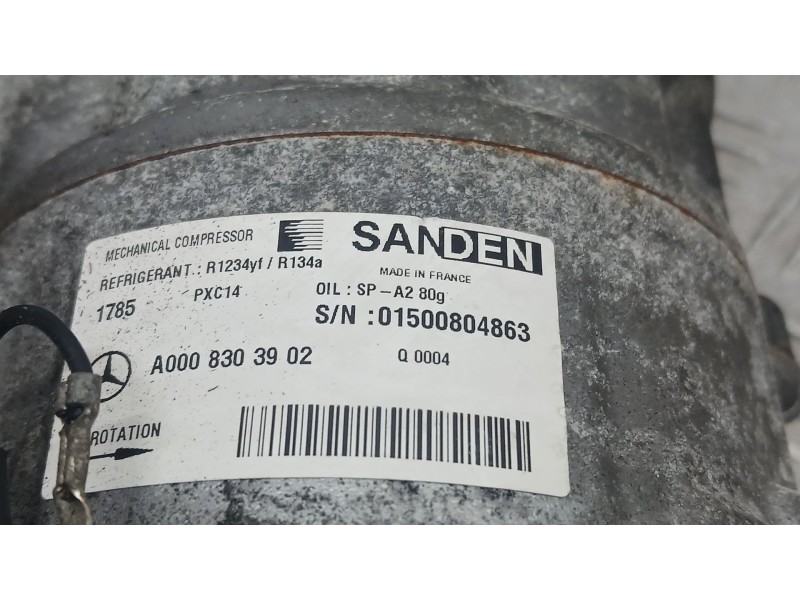 MECHANICAL COMPRESSOR
SANDEN
REFRIGERANT : R1234yf / R134a
MADE IN FRANCE
1785
PXC14
OIL : SP-A2 80g
S/N :01500804863
A000 830 39 02
Q 0004
ROTATION